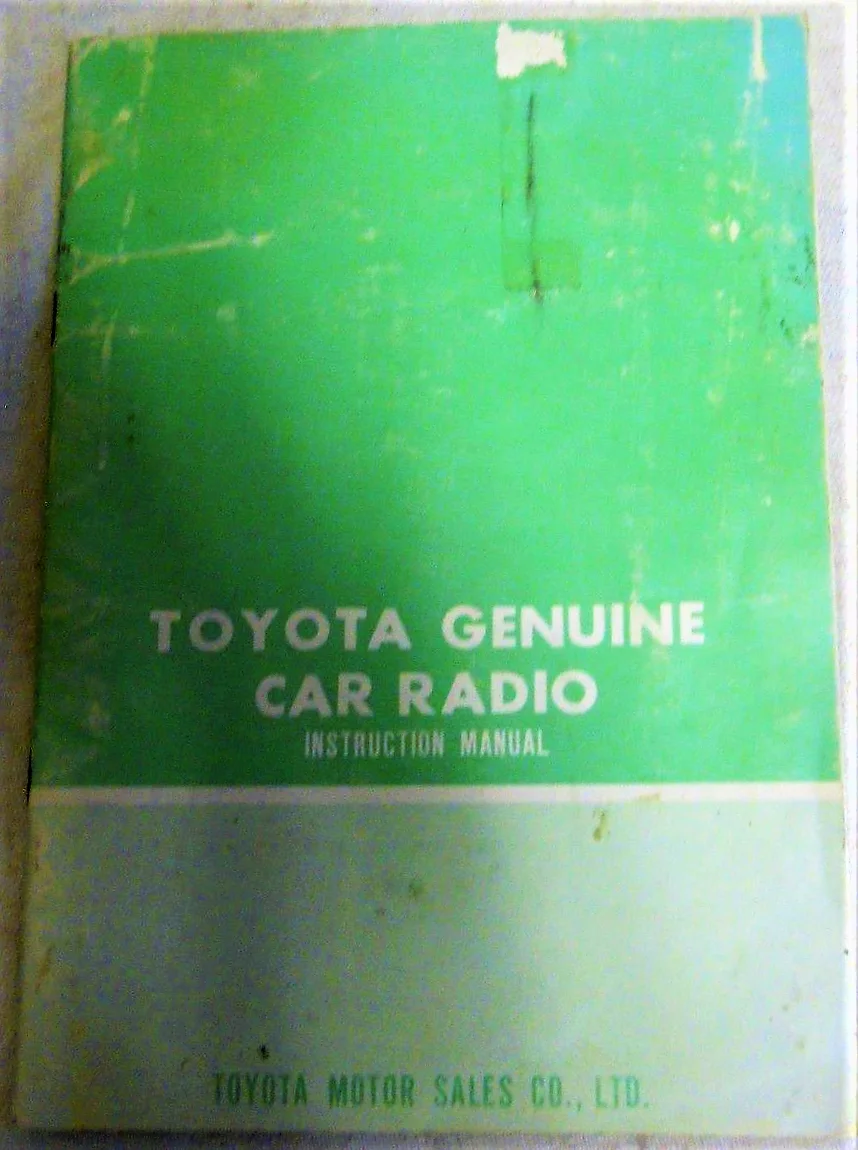 TOYOTA GENUINE
CAR RADIO
INSTRUCTION MANUAL
TOYOTA MOTOR SALES CO., LTD.